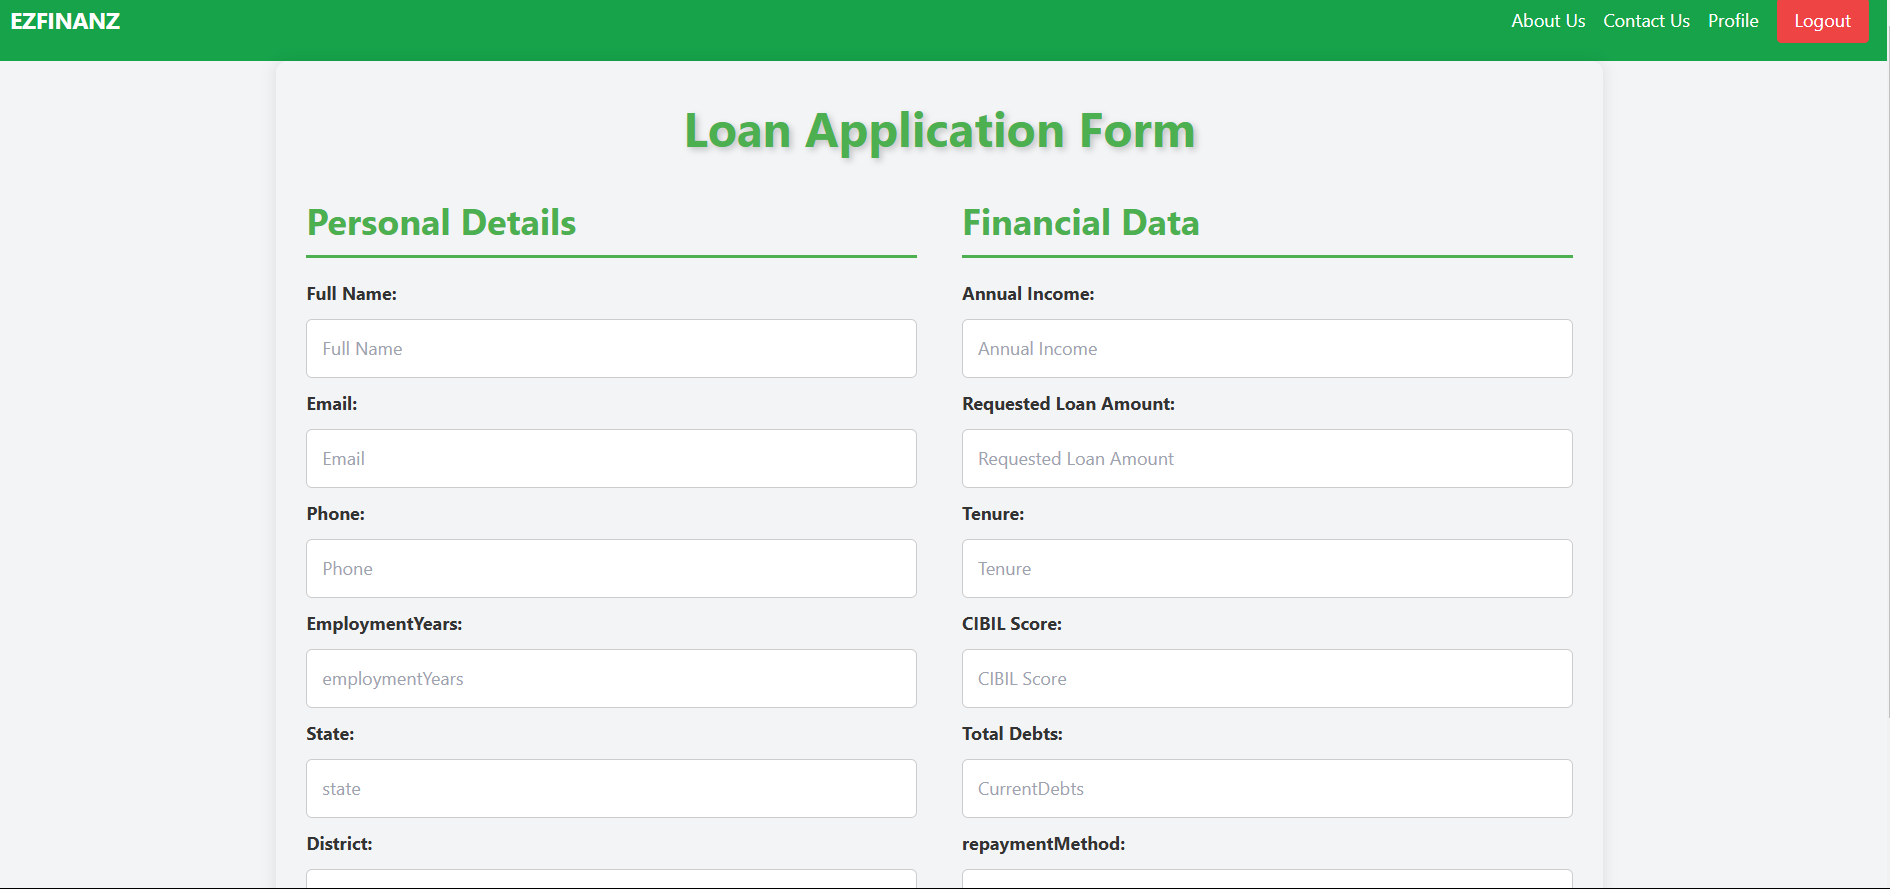 EZFINANZ
About Us Contact Us Profile Logout
Loan Application Form
Personal Details
Full Name:
Full Name
Email:
Email
Phone:
Phone
EmploymentYears:
employmentYears
State:
state
District:
Financial Data
Annual Income:
Annual Income
Requested Loan Amount:
Requested Loan Amount
Tenure:
Tenure
CIBIL Score:
CIBIL Score
Total Debts:
CurrentDebts
repaymentMethod: